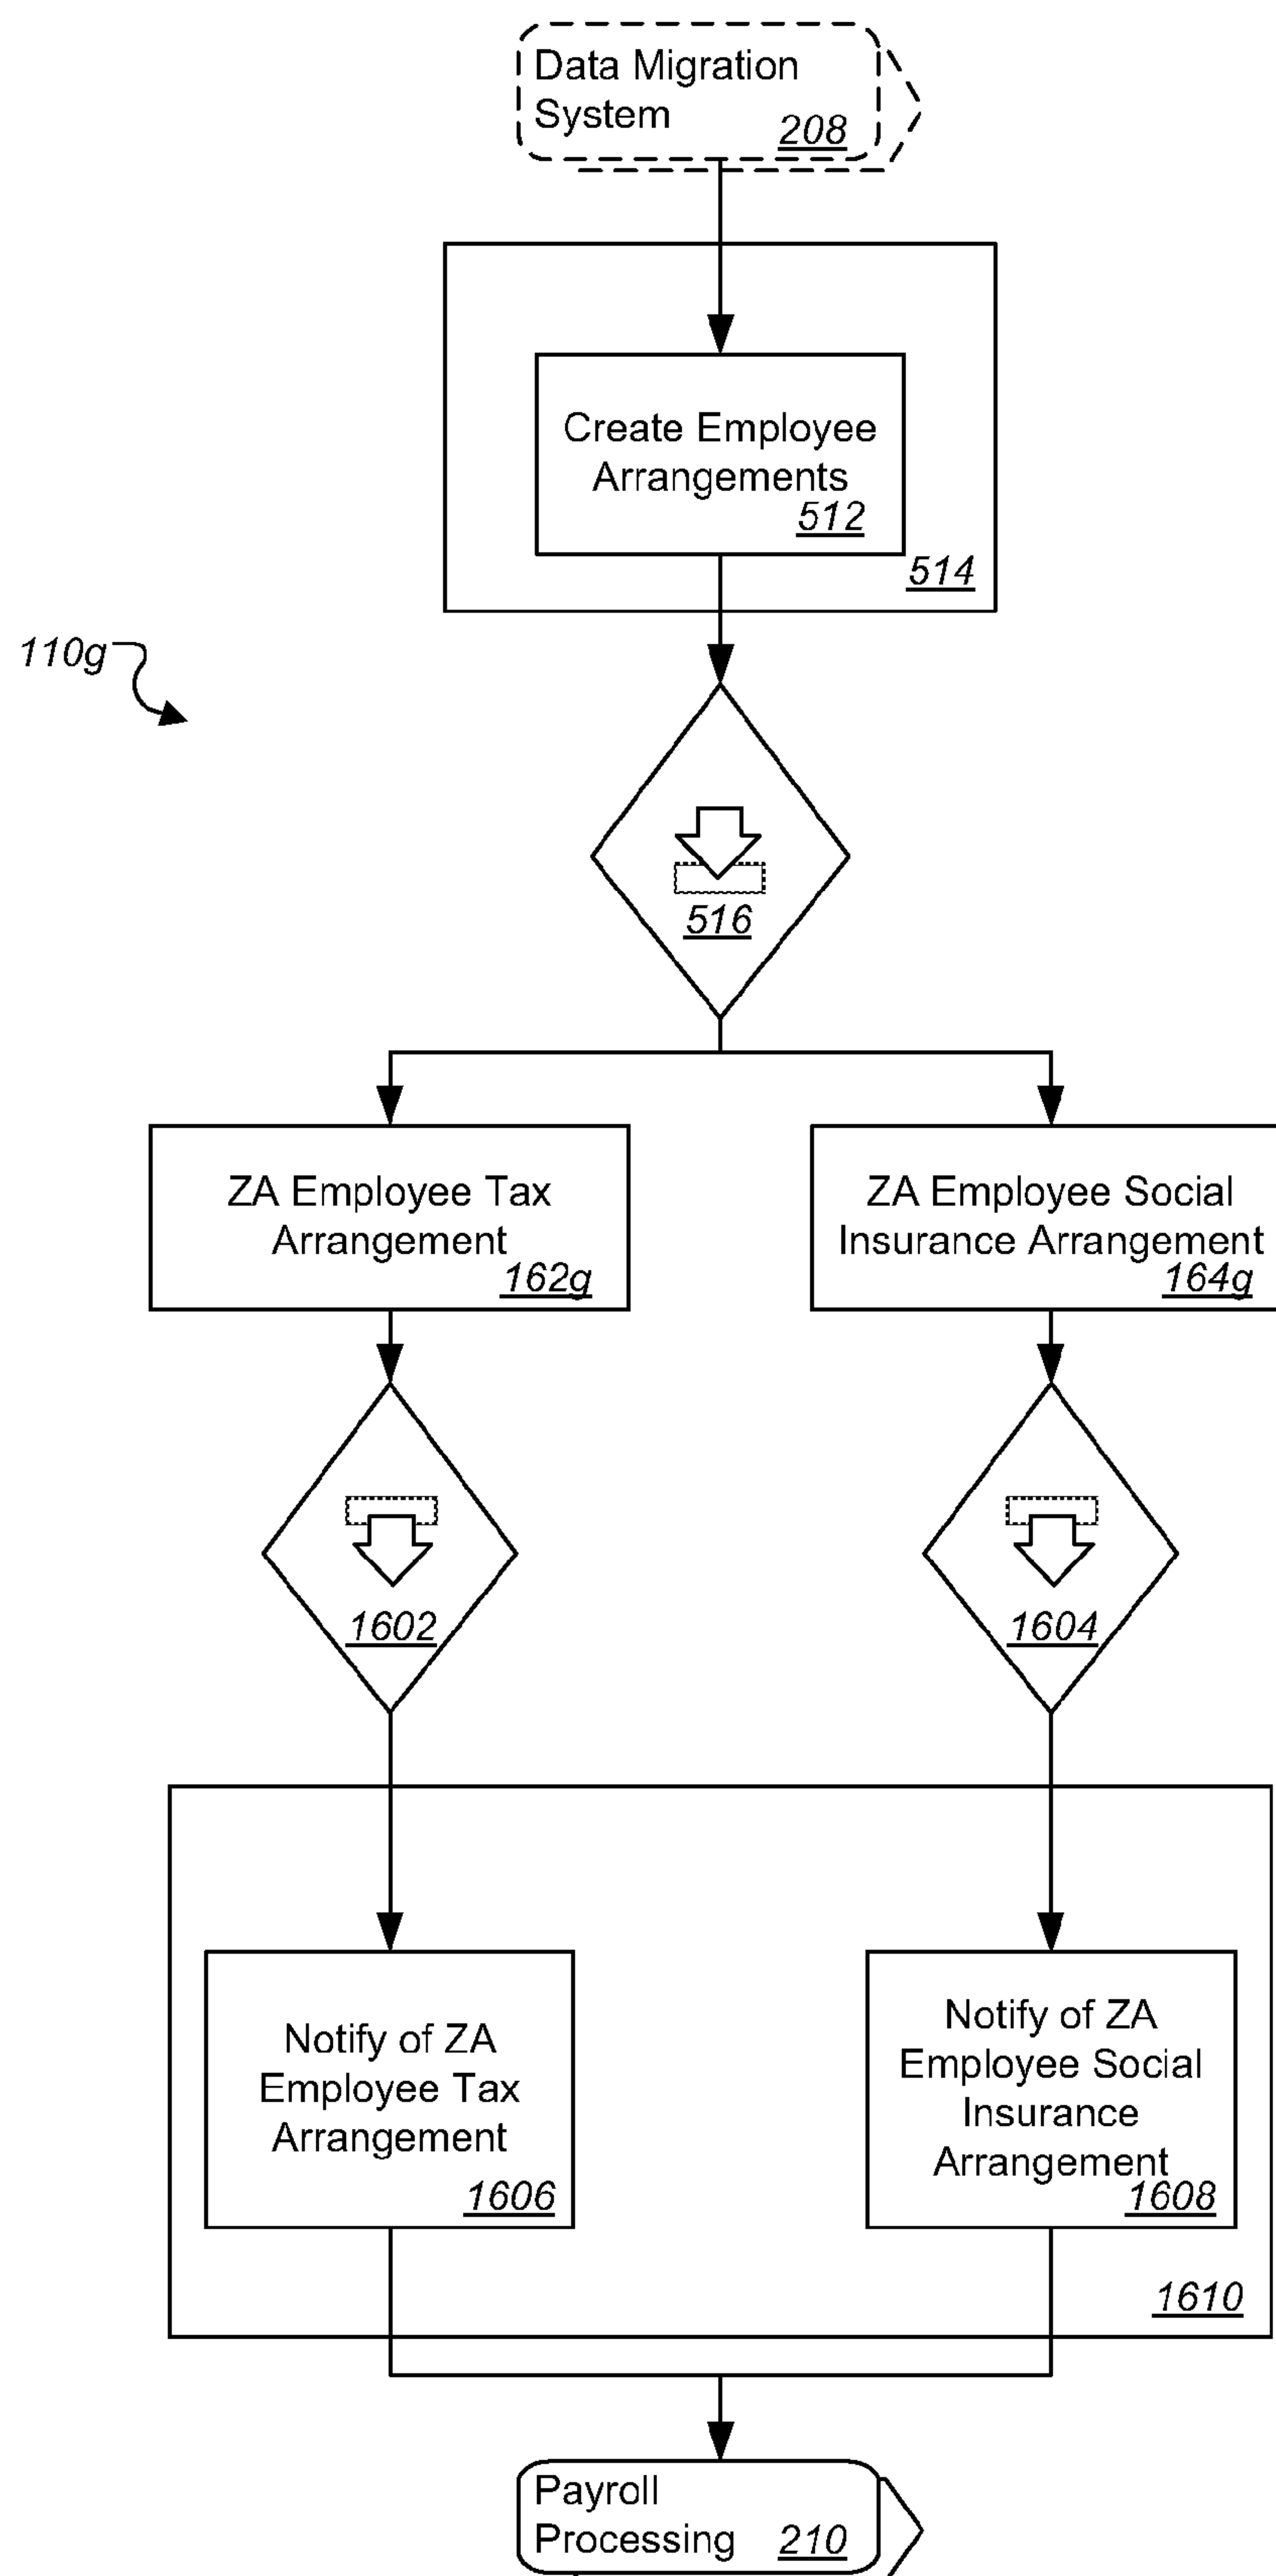 Data Migration
System 208
Create Employee
Arrangements
512
514
110g
516
ZA Employee Tax
Arrangement
162g
ZA Employee Social
Insurance Arrangement
164g
1602
1604
Notify of ZA
Employee Tax
Arrangement
1606
Notify of ZA
Employee Social
Insurance
Arrangement
1608
1610
Payroll
Processing 210